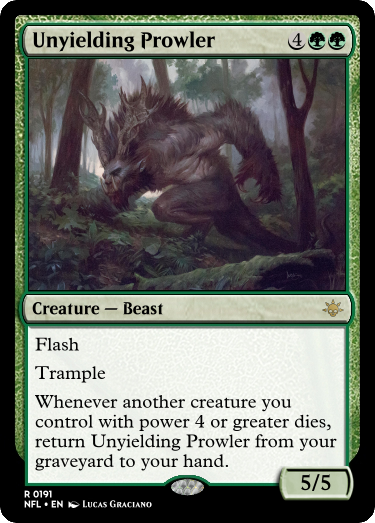 Unyielding Prowler 4
Creature — Beast
Flash
Trample
Whenever another creature you
control with power 4 or greater dies,
return Unyielding Prowler from your
graveyard to your hand.
5/5
R 0191
NFL • EN Lucas Graciano